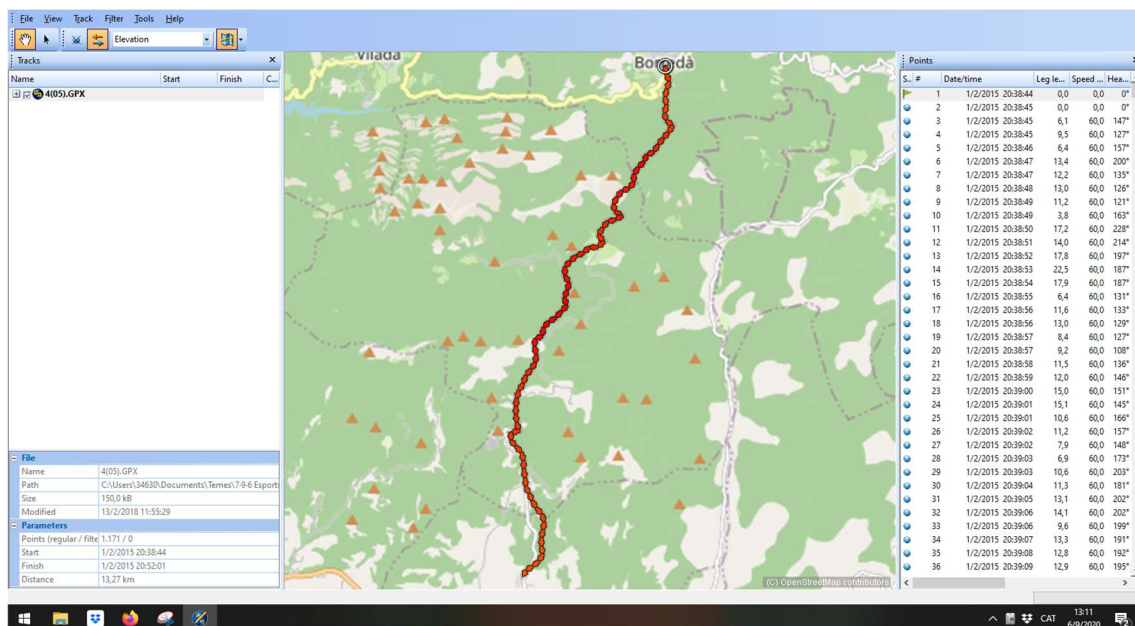 File View Track Filter Tools Help
Elevation
Tracks
Name Start Finish C...
4(05).GPX
File
Name 4(05).GPX
Path C:\Users\34630\Documents\Temes\7-9-6 Esports
Size 150,0 kB
Modified 13/2/2018 11:55:29
Parameters
Points (regular / filte 1,171 / 0
Start 1/2/2015 20:38:44
Finish 1/2/2015 20:52:01
Distance 13,27 km
Vilada
Borredà
(C) OpenStreetMap contributors
Points
S.. # Date/time Leg le... Speed ... Hea...
1 1/2/2015 20:38:44 0,0 0,0 0°
2 1/2/2015 20:38:45 0,0 0,0 0°
3 1/2/2015 20:38:45 6,1 60,0 147°
4 1/2/2015 20:38:45 9,5 60,0 127°
5 1/2/2015 20:38:46 6,4 60,0 157°
6 1/2/2015 20:38:47 13,4 60,0 200°
7 1/2/2015 20:38:47 12,2 60,0 135°
8 1/2/2015 20:38:48 13,0 60,0 126°
9 1/2/2015 20:38:49 11,2 60,0 121°
10 1/2/2015 20:38:49 3,8 60,0 163°
11 1/2/2015 20:38:50 17,2 60,0 228°
12 1/2/2015 20:38:51 14,0 60,0 214°
13 1/2/2015 20:38:52 17,8 60,0 197°
14 1/2/2015 20:38:53 22,5 60,0 187°
15 1/2/2015 20:38:54 17,9 60,0 187°
16 1/2/2015 20:38:55 6,4 60,0 131°
17 1/2/2015 20:38:56 11,6 60,0 133°
18 1/2/2015 20:38:56 13,0 60,0 129°
19 1/2/2015 20:38:57 8,4 60,0 127°
20 1/2/2015 20:38:57 9,2 60,0 108°
21 1/2/2015 20:38:58 11,5 60,0 136°
22 1/2/2015 20:38:59 12,0 60,0 146°
23 1/2/2015 20:39:00 15,0 60,0 151°
24 1/2/2015 20:39:01 15,1 60,0 145°
25 1/2/2015 20:39:01 10,6 60,0 166°
26 1/2/2015 20:39:02 11,2 60,0 157°
27 1/2/2015 20:39:02 7,9 60,0 148°
28 1/2/2015 20:39:03 6,9 60,0 173°
29 1/2/2015 20:39:03 10,6 60,0 203°
30 1/2/2015 20:39:04 11,3 60,0 181°
31 1/2/2015 20:39:05 13,1 60,0 202°
32 1/2/2015 20:39:06 14,1 60,0 202°
33 1/2/2015 20:39:06 9,6 60,0 199°
34 1/2/2015 20:39:07 13,3 60,0 191°
35 1/2/2015 20:39:08 12,8 60,0 192°
36 1/2/2015 20:39:09 12,9 60,0 195°
CAT
13:11
6/9/2020